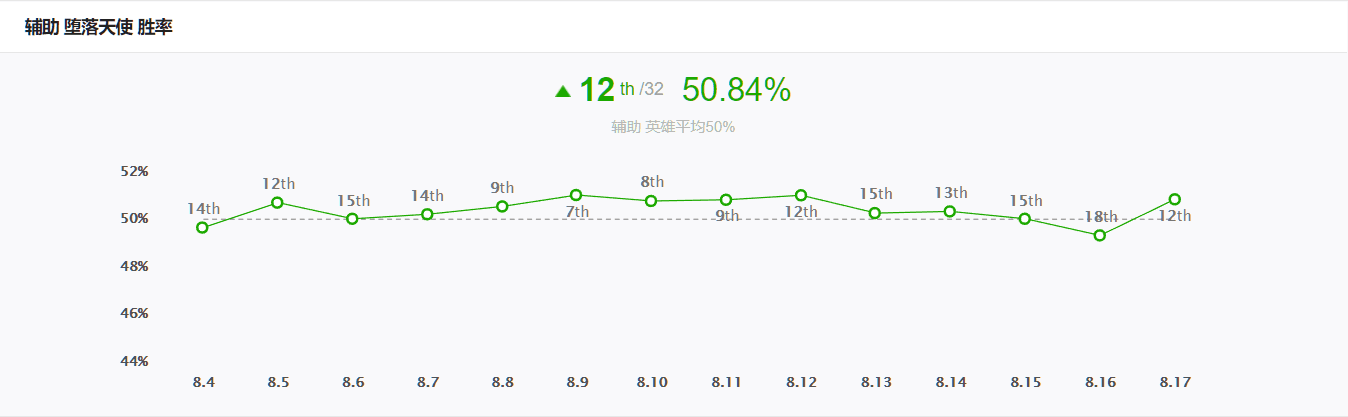 辅助 堕落天使 胜率
12 th /32 50.84%
辅助 英雄平均50%
52%
12th 9th 8th
14th 15th 14th 15th 13th 15th
7th 9th 12th 18th 12th
50%
48%
46%
44%
8.4 8.5 8.6 8.7 8.8 8.9 8.10 8.11 8.12 8.13 8.14 8.15 8.16 8.17